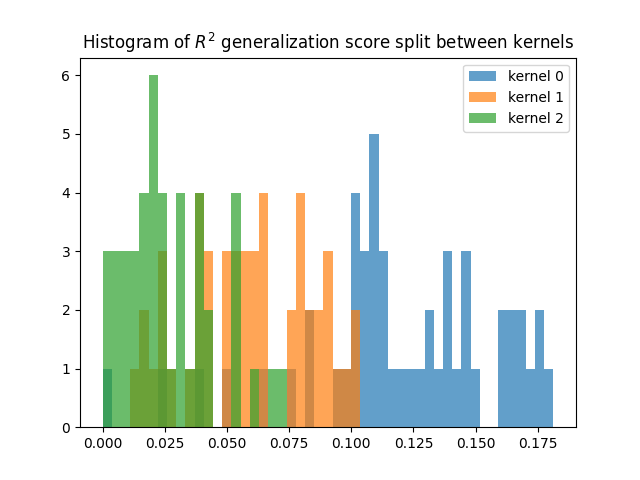 Histogram of R² generalization score split between kernels
kernel 0
kernel 1
kernel 2
6
5
4
3
2
1
0
0.000 0.025 0.050 0.075 0.100 0.125 0.150 0.175